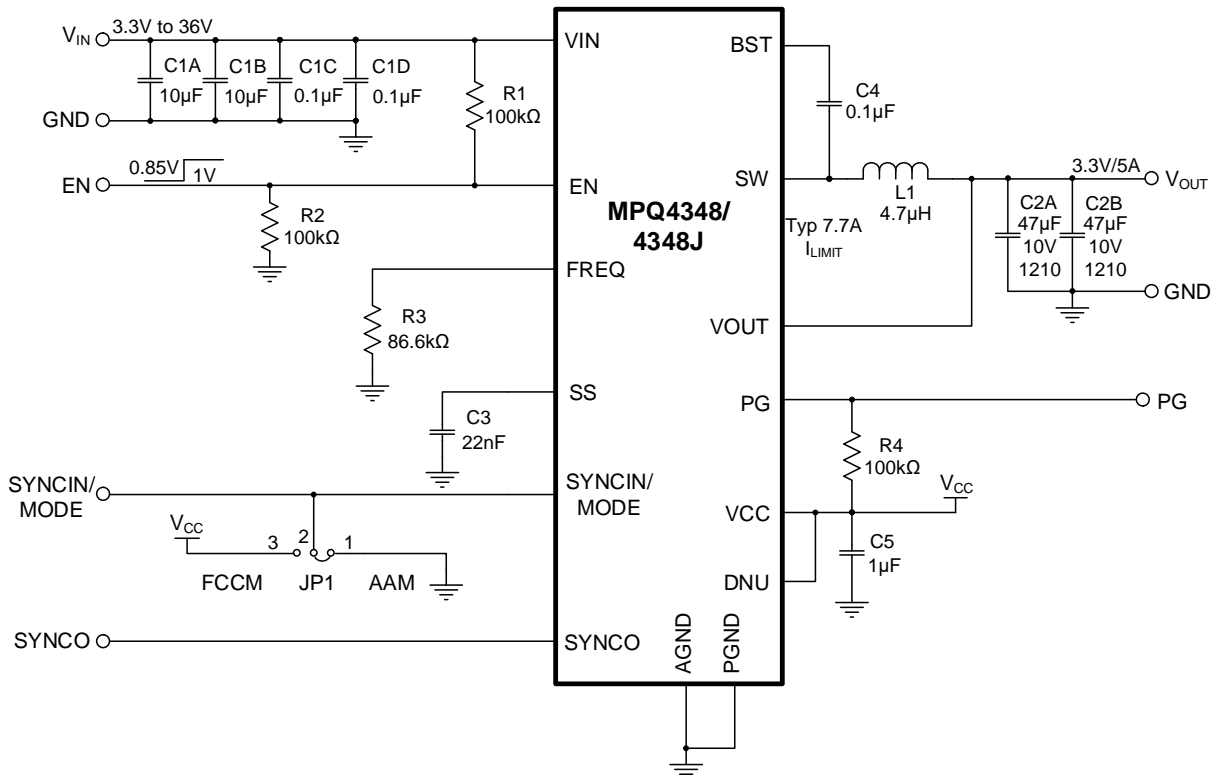 VIN 3.3V to 36V
C1A
10µF
C1B
10µF
C1C
0.1µF
C1D
0.1µF
GND
R1
100kΩ
EN
0.85V
1V
R2
100kΩ
R3
86.6kΩ
C3
22nF
SYNCIN/
MODE
VCC
3
2
1
FCCM
JP1
AAM
SYNCO
VIN
EN
FREQ
SS
SYNCIN/
MODE
SYNCO
MPQ4348/
4348J
AGND
PGND
BST
SW
VOUT
PG
VCC
DNU
C4
0.1µF
L1
4.7µH
Typ 7.7A
ILIMIT
3.3V/5A
VOUT
C2A
47µF
10V
1210
C2B
47µF
10V
1210
GND
PG
R4
100kΩ
VCC
C5
1µF